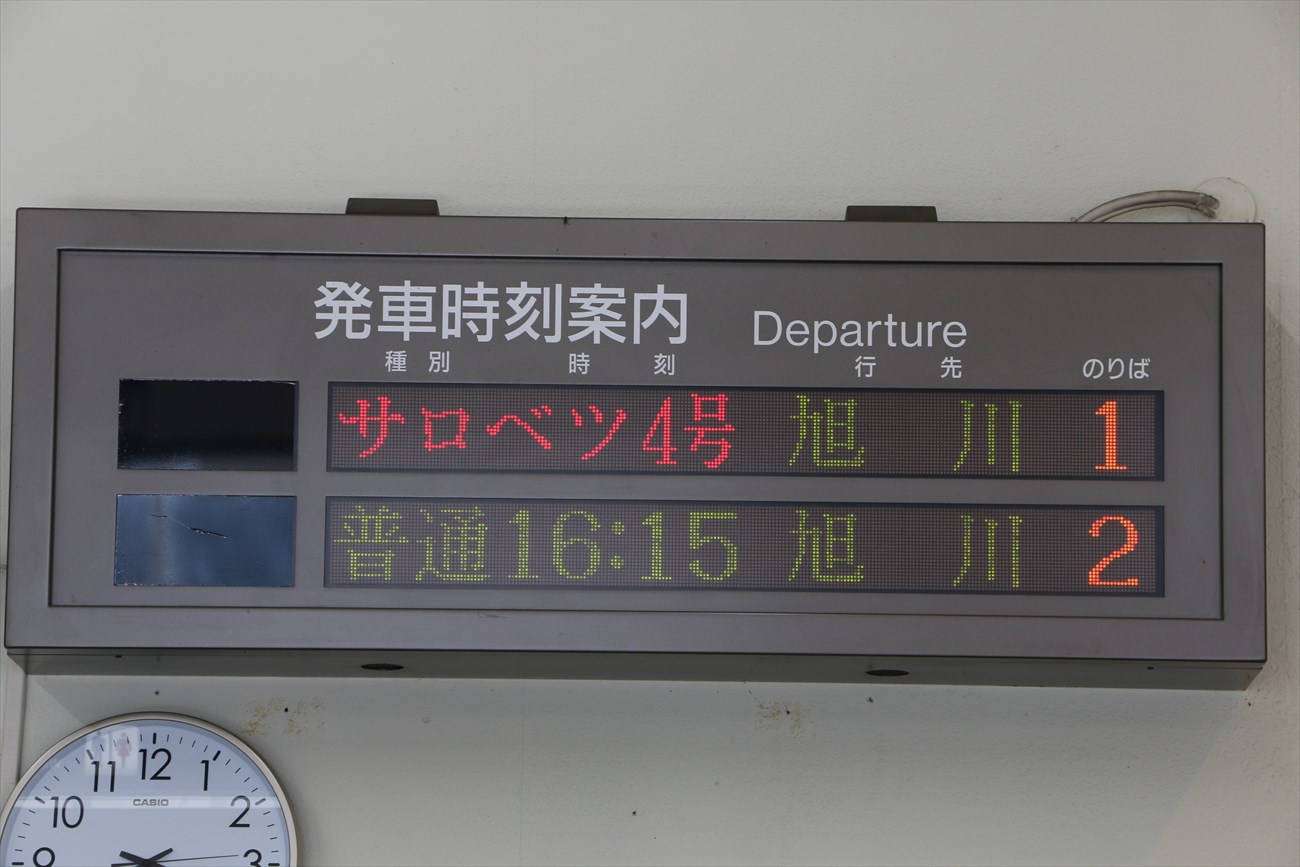 発車時刻案内 Departure
種別 時刻 行先 のりば
サロベツ4号 旭川 1
普通16:15 旭川 2
11 12 1
10 CASIO 2
9 3